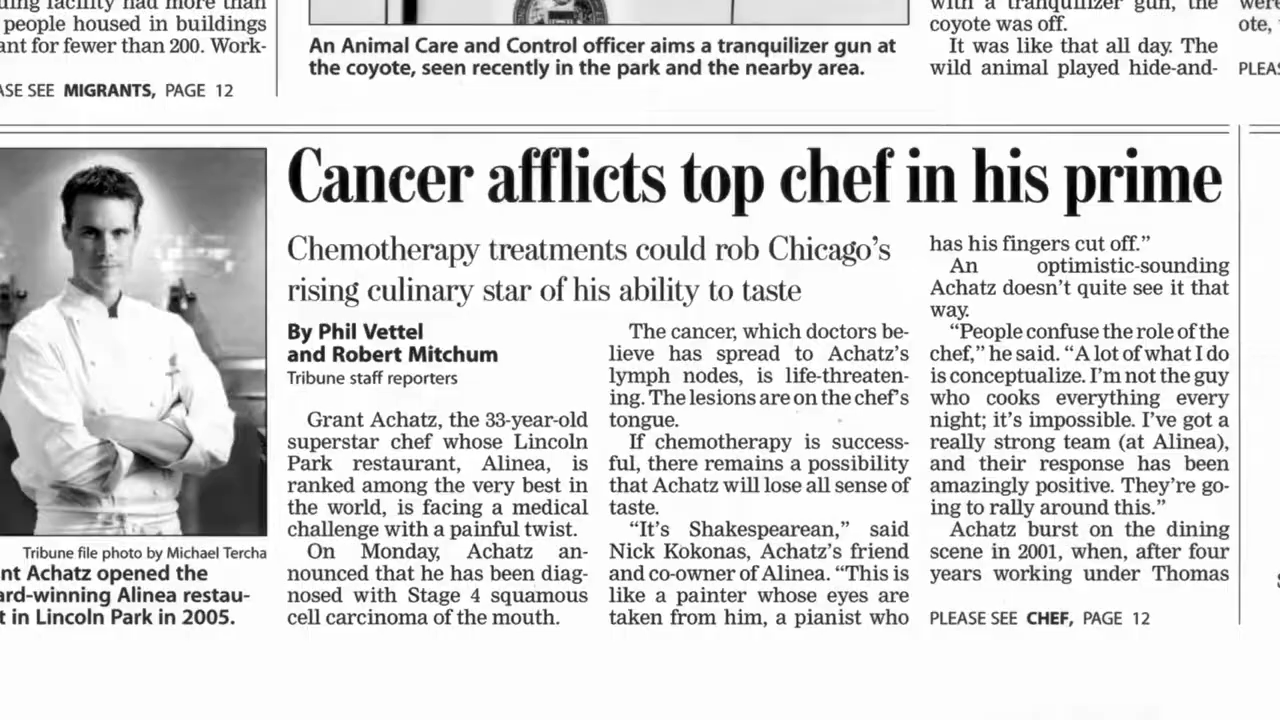 people housed in buildings
ant for fewer than 200. Work-
ASE SEE MIGRANTS, PAGE 12
An Animal Care and Control officer aims a tranquilizer gun at
the coyote, seen recently in the park and the nearby area.
with a tranquilizer gun, the
coyote was off.
It was like that all day. The
wild animal played hide-and-
Cancer afflicts top chef in his prime
Chemotherapy treatments could rob Chicago's
rising culinary star of his ability to taste
By Phil Vettel
and Robert Mitchum
Tribune staff reporters
Grant Achatz, the 33-year-old
superstar chef whose Lincoln
Park restaurant, Alinea, is
ranked among the very best in
the world, is facing a medical
challenge with a painful twist.
On Monday, Achatz an-
nounced that he has been diag-
nosed with Stage 4 squamous
cell carcinoma of the mouth.
The cancer, which doctors be-
lieve has spread to Achatz's
lymph nodes, is life-threaten-
ing. The lesions are on the chef's
tongue.
If chemotherapy is success-
ful, there remains a possibility
that Achatz will lose all sense of
taste.
"It's Shakespearean," said
Nick Kokonas, Achatz's friend
and co-owner of Alinea. "This is
like a painter whose eyes are
taken from him, a pianist who
has his fingers cut off."
An optimistic-sounding
Achatz doesn't quite see it that
way.
"People confuse the role of the
chef," he said. "A lot of what I do
is conceptualize. I'm not the guy
who cooks everything every
night; it's impossible. I've got a
really strong team (at Alinea),
and their response has been
amazingly positive. They're go-
ing to rally around this."
Achatz burst on the dining
scene in 2001, when, after four
years working under Thomas
PLEASE SEE CHEF, PAGE 12
Tribune file photo by Michael Tercha
nt Achatz opened the
ard-winning Alinea restau-
t in Lincoln Park in 2005.